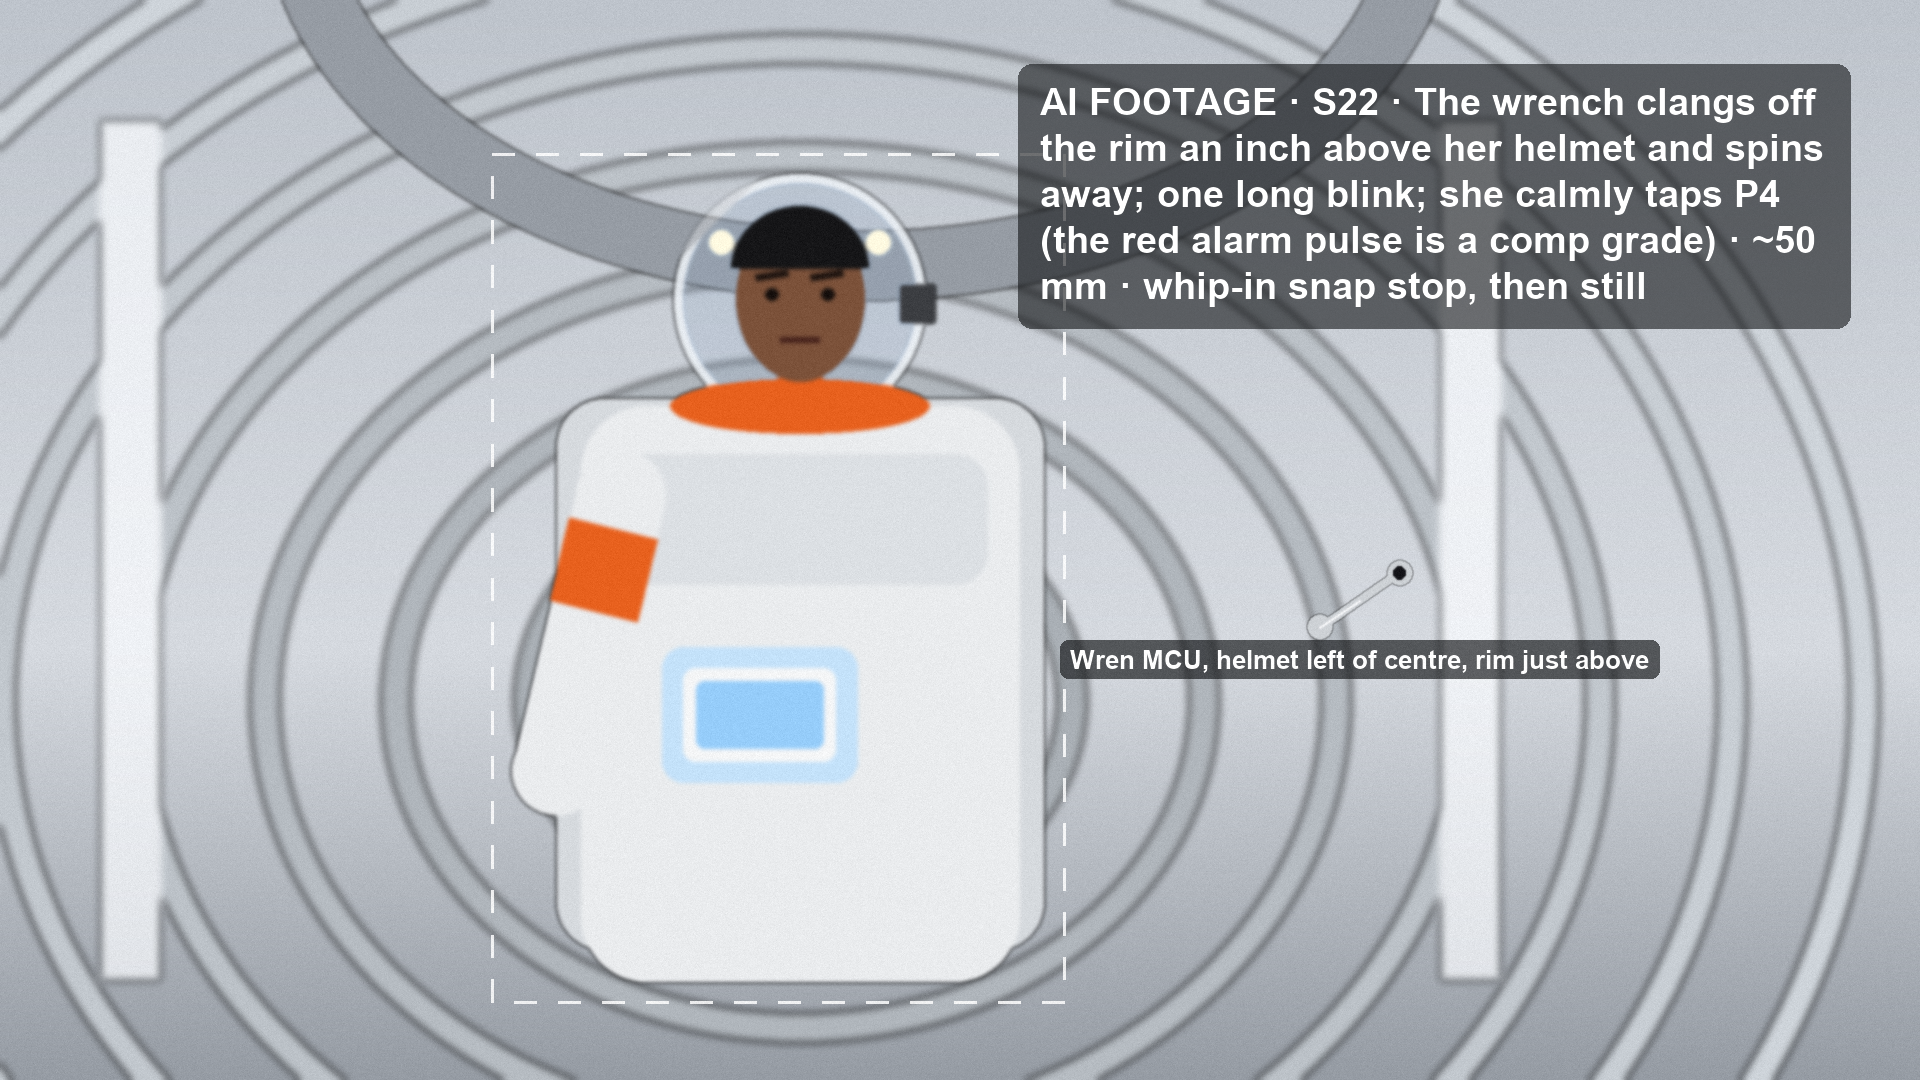 AI FOOTAGE · S22 · The wrench clangs off
the rim an inch above her helmet and spins
away; one long blink; she calmly taps P4
(the red alarm pulse is a comp grade) · ~50
mm · whip-in snap stop, then still
Wren MCU, helmet left of centre, rim just above